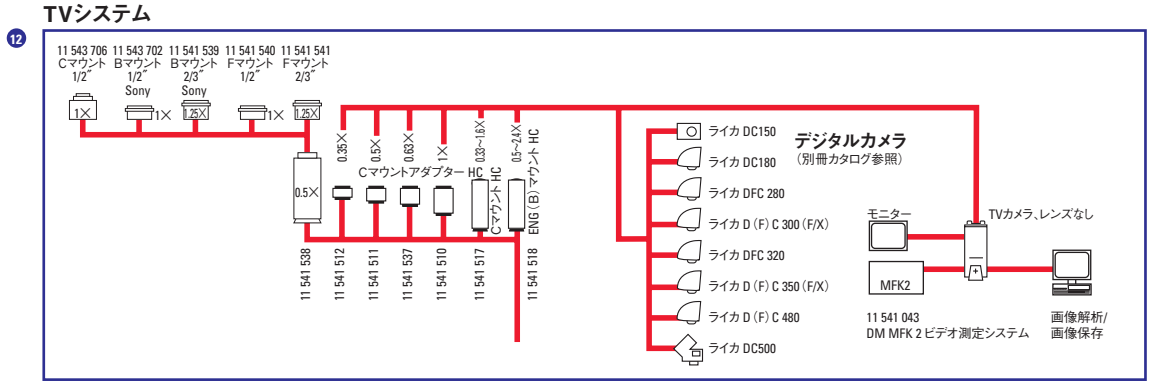 TVシステム
12
11 543 706
Cマウント
1/2″
11 543 702
Bマウント
1/2″
Sony
11 541 539
Bマウント
2/3″
Sony
11 541 540
Fマウント
1/2″
11 541 541
Fマウント
2/3″
1×
1×
1.25×
1×
1.25×
0.5×
0.35×
0.5×
0.63×
1×
0.33~1.6×
0.5~2.4×
CマウントアダプターHC
CマウントHC
ENG(B)マウントHC
11 541 538
11 541 512
11 541 511
11 541 537
11 541 510
11 541 517
11 541 518
ライカ DC150
ライカ DC180
ライカ DFC 280
ライカ D(F)C 300(F/X)
ライカ DFC 320
ライカ D(F)C 350(F/X)
ライカ D(F)C 480
ライカ DC500
デジタルカメラ
(別冊カタログ参照)
モニター
TVカメラ、レンズなし
MFK2
11 541 043
DM MFK 2 ビデオ測定システム
画像解析/
画像保存